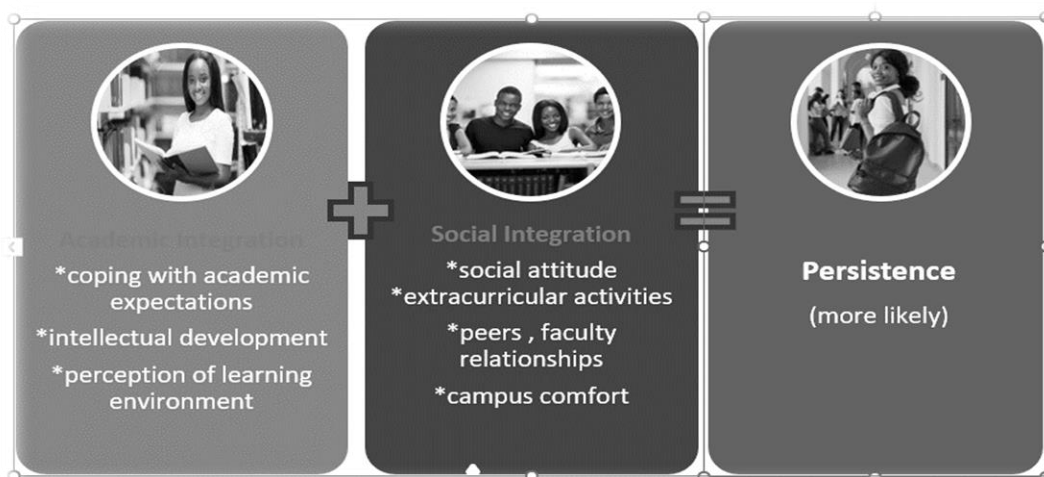 Academic Integration
*coping with academic
expectations
*intellectual development
*perception of learning
environment
Social Integration
*social attitude
*extracurricular activities
*peers , faculty
relationships
*campus comfort
Persistence
(more likely)